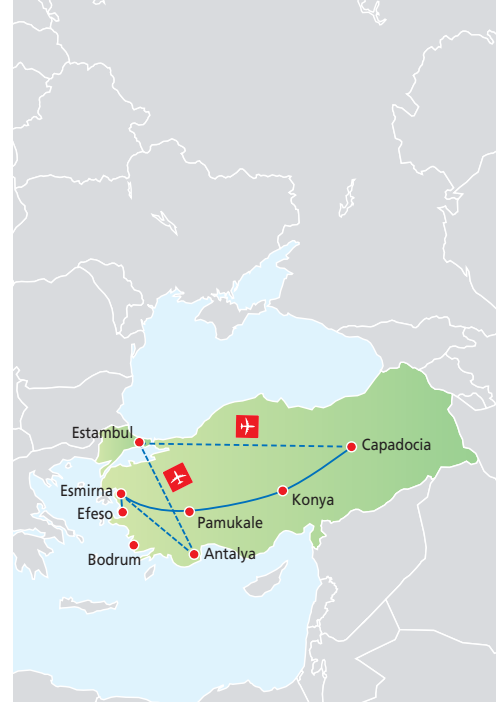 Estambul
Capadocia
Esmirna
Konya
Efeso
Pamukale
Bodrum
Antalya